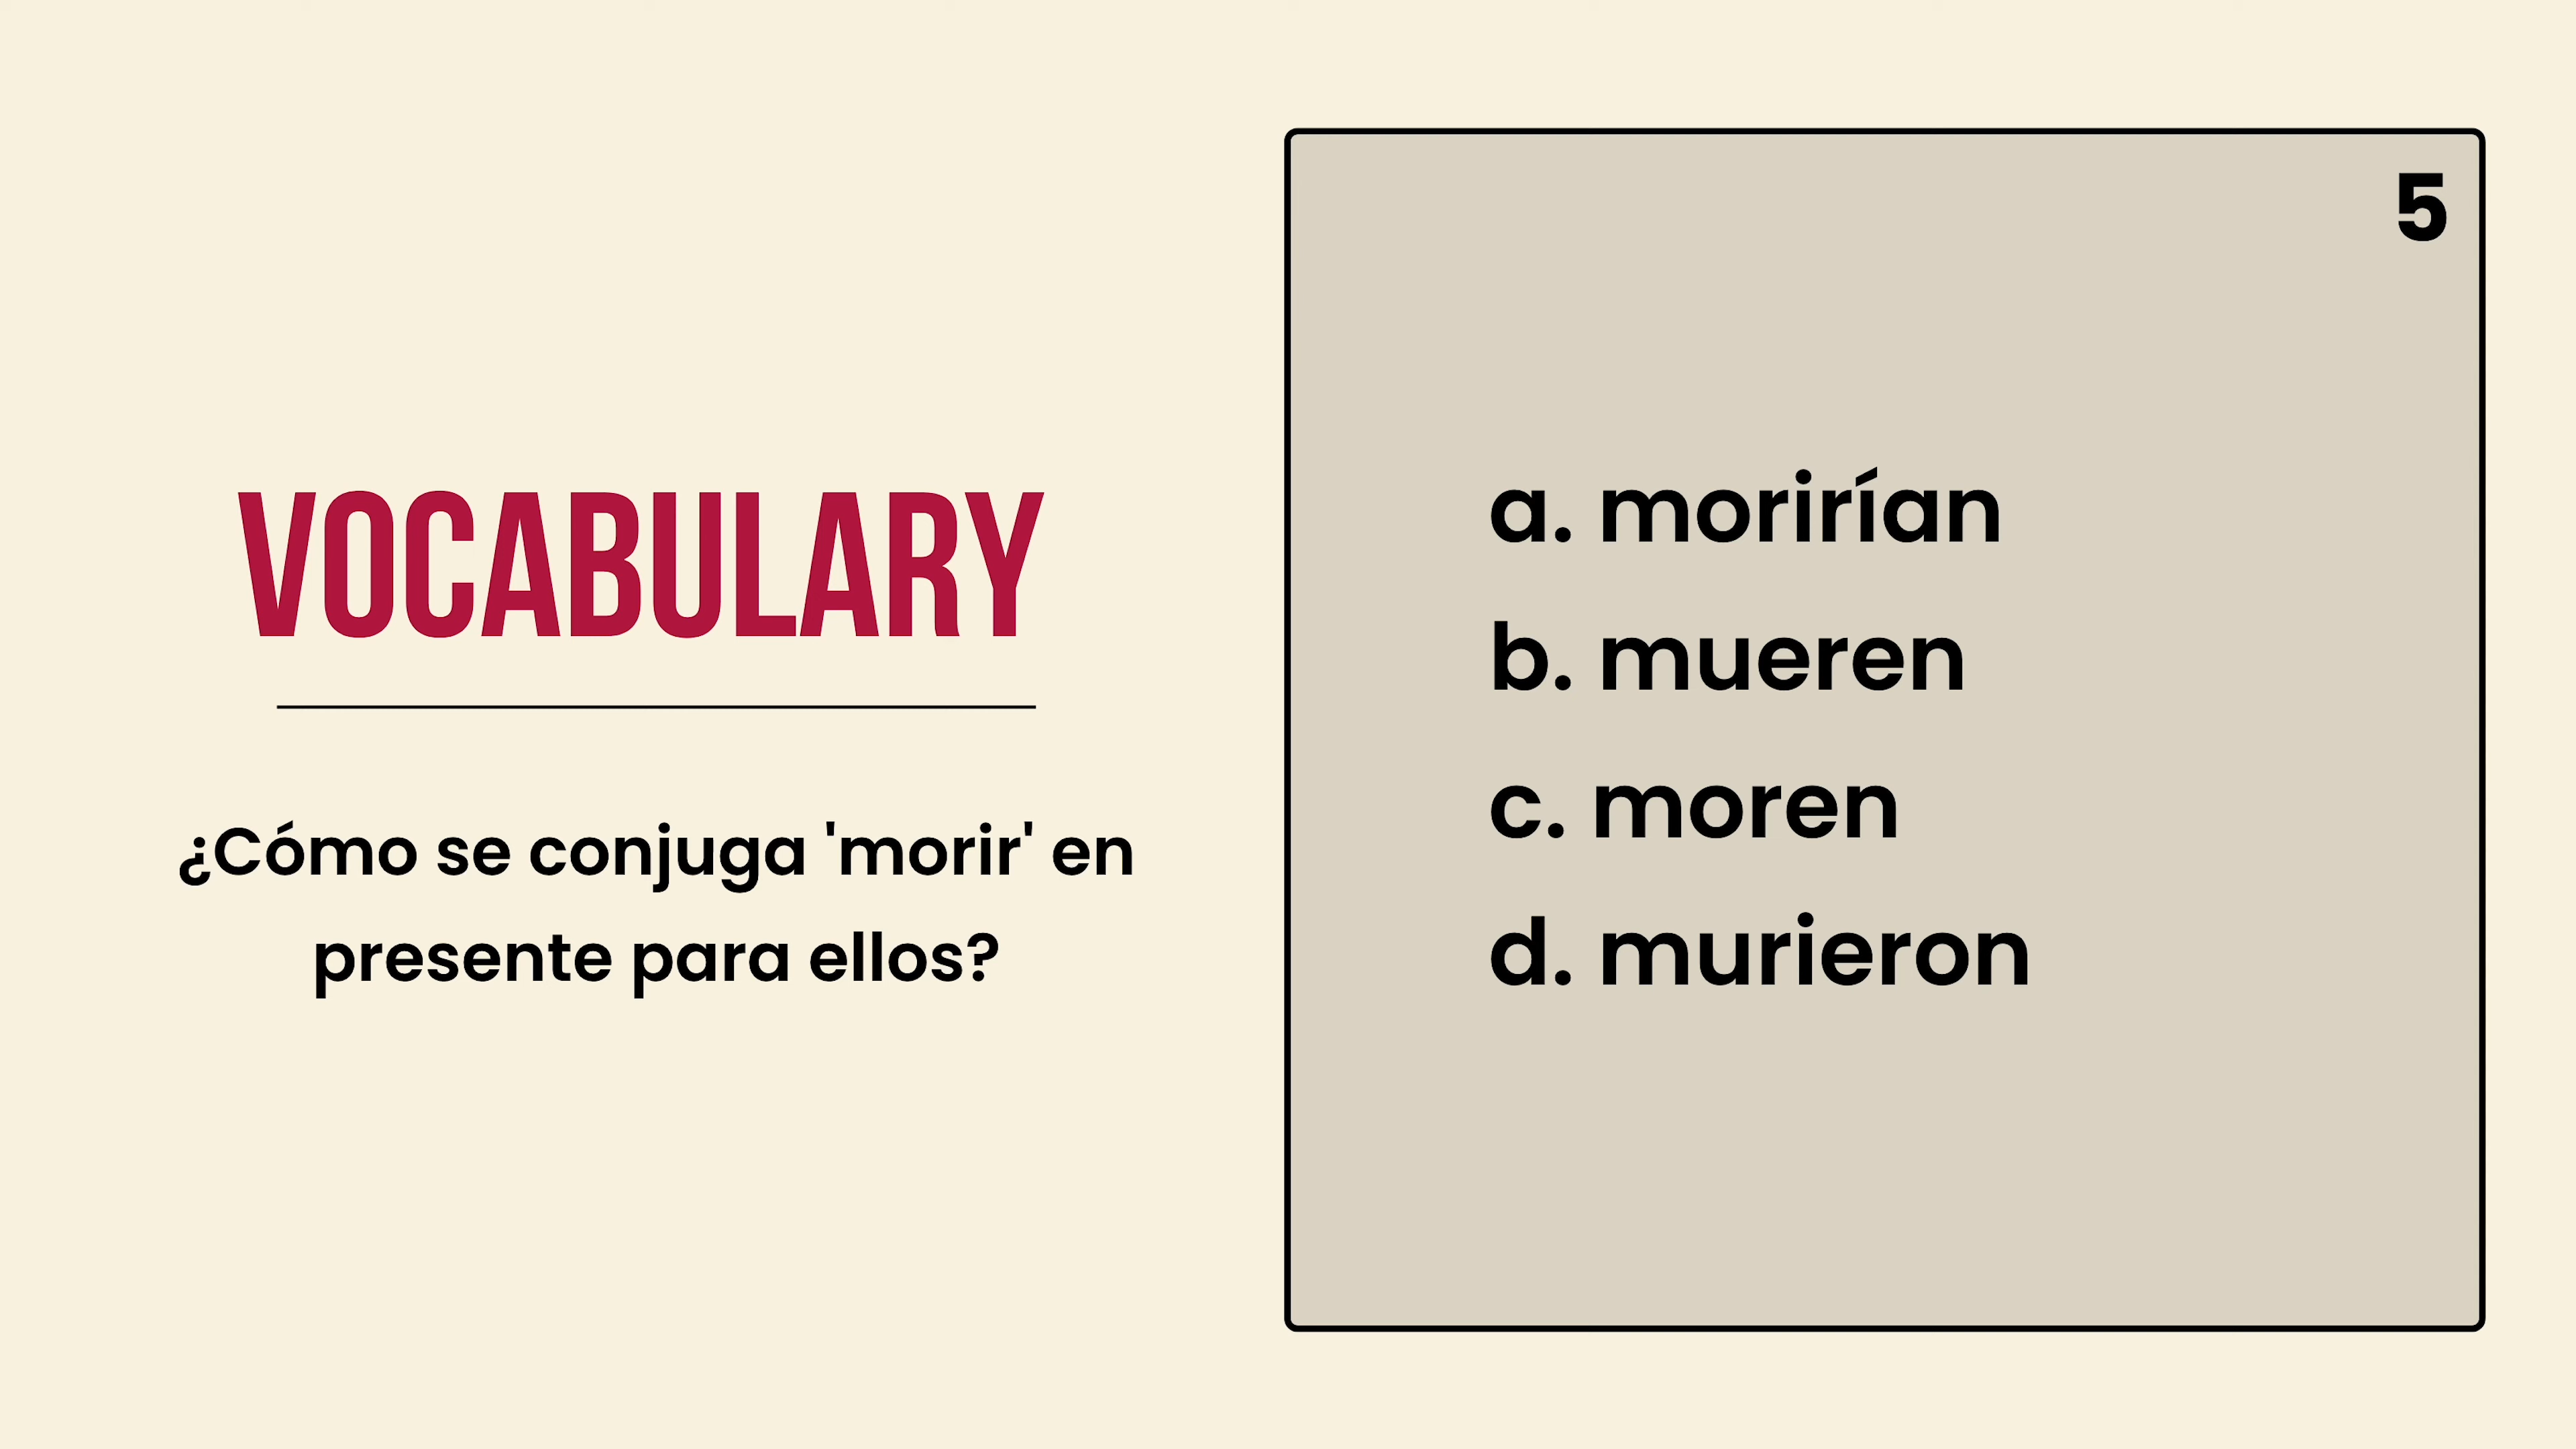 VOCABULARY
¿Cómo se conjuga 'morir' en
presente para ellos?
5
a. morirían
b. mueren
c. moren
d. murieron